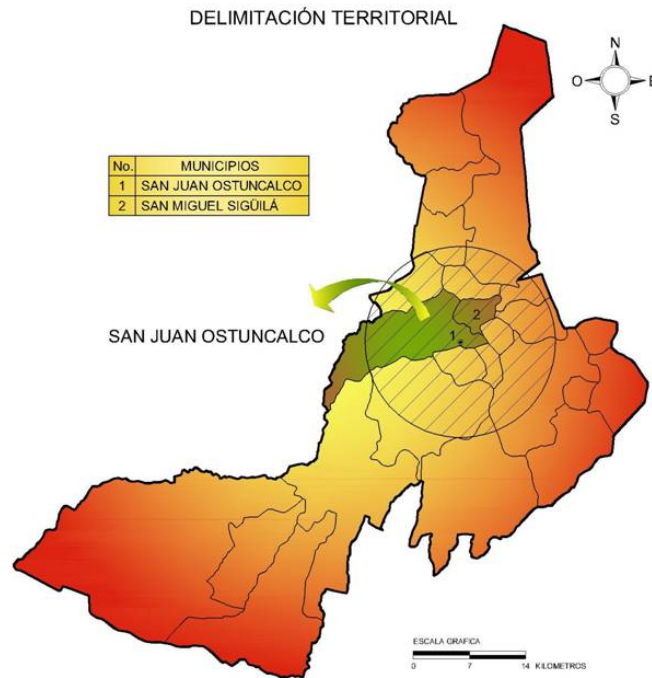 DELIMITACIÓN TERRITORIAL
N
O E
S
No. MUNICIPIOS
1 SAN JUAN OSTUNCALCO
2 SAN MIGUEL SIGÜILÁ
2
1
SAN JUAN OSTUNCALCO
ESCALA GRAFICA
0 7 14 KILOMETROS